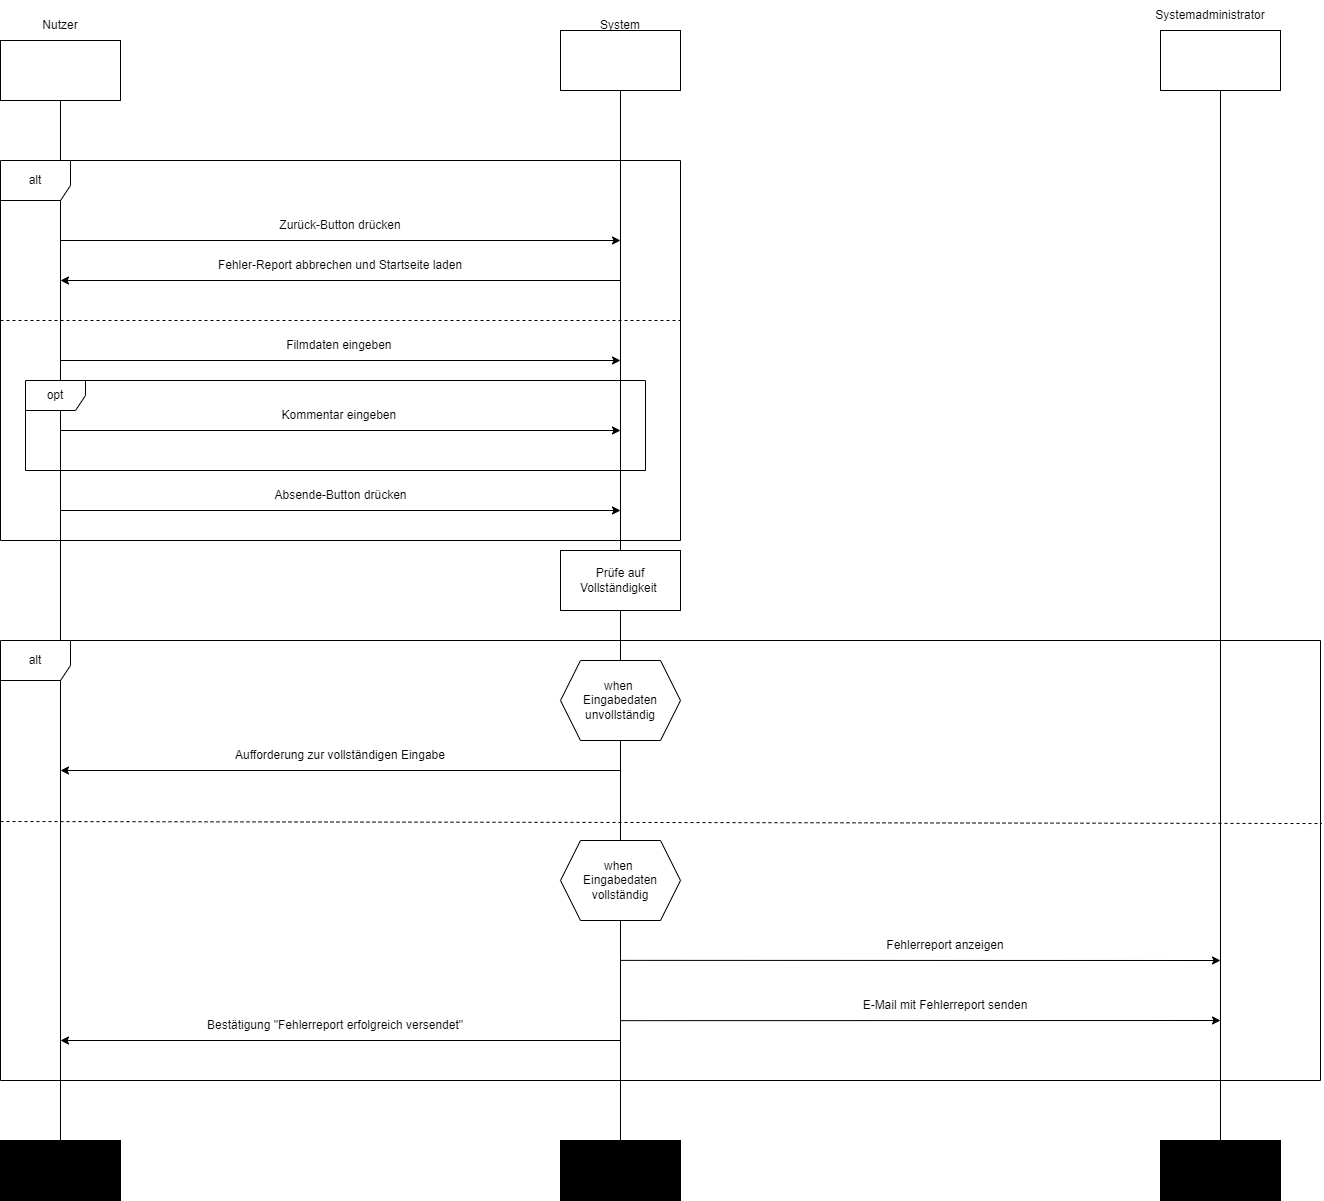 Nutzer
System
Systemadministrator
alt
Zurück-Button drücken
Fehler-Report abbrechen und Startseite laden
Filmdaten eingeben
opt
Kommentar eingeben
Absende-Button drücken
Prüfe auf
Vollständigkeit
alt
when
Eingabedaten
unvollständig
Aufforderung zur vollständigen Eingabe
when
Eingabedaten
vollständig
Fehlerreport anzeigen
E-Mail mit Fehlerreport senden
Bestätigung "Fehlerreport erfolgreich versendet"